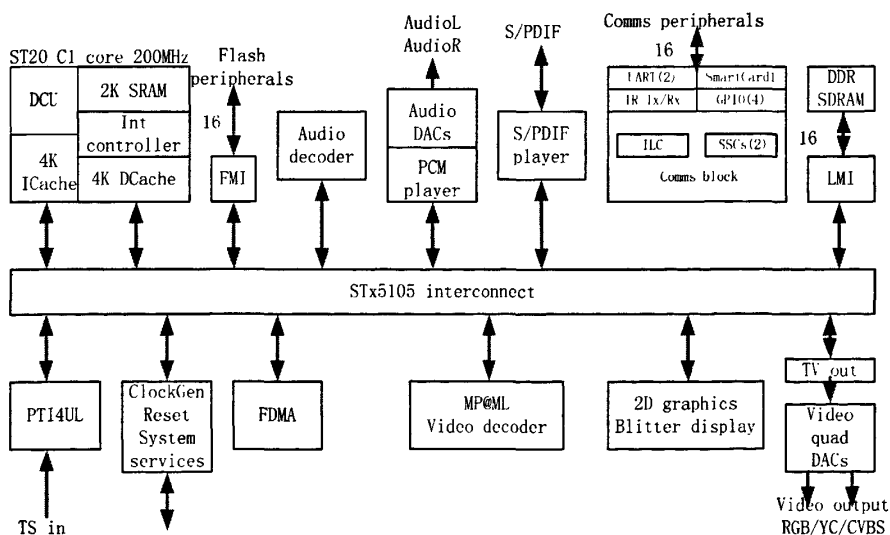 ST20 C1 core 200MHz
DCU
2K SRAM
Int
controller
4K
ICache
4K DCache
Flash
peripherals
16
FMI
Audio
decoder
AudioL
AudioR
Audio
DACs
PCM
player
S/PDIF
S/PDIF
player
Comms peripherals
16
UART(2)
SmartCard1
IR Tx/Rx
GPIO(4)
ILC
SSCs(2)
Comms block
DDR
SDRAM
16
LMI
STx5105 interconnect
PTI4UL
TS in
ClockGen
Reset
System
services
FDMA
MP@ML
Video decoder
2D graphics
Blitter display
TV out
Video
quad
DACs
Video output
RGB/YC/CVBS